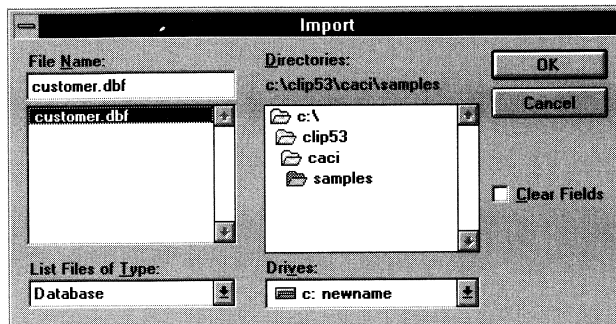 Import
File Name:
customer.dbf
customer.dbf
List Files of Type:
Database
Directories:
c:\clip53\caci\samples
c:\
clip53
caci
samples
Drives:
c: newname
OK
Cancel
Clear Fields